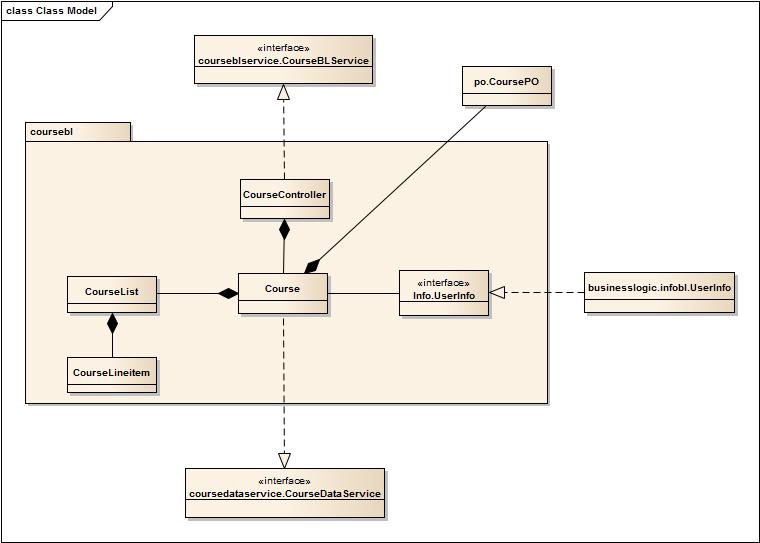 class Class Model
«interface»
courseblservice.CourseBLService
po.CoursePO
coursebl
CourseController
CourseList
Course
«interface»
Info.UserInfo
businesslogic.infobl.UserInfo
CourseLineitem
«interface»
coursedataservice.CourseDataService